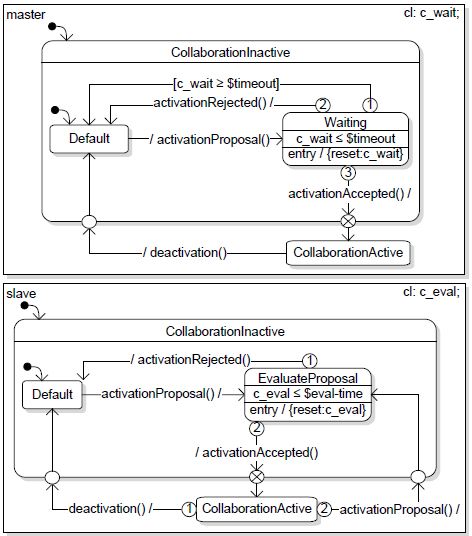 master
cl: c_wait;
CollaborationInactive
[c_wait ≥ $timeout]
activationRejected() /
2
1
Default
/ activationProposal()
Waiting
c_wait ≤ $timeout
entry / {reset:c_wait}
3
activationAccepted() /
/ deactivation()
CollaborationActive
slave
cl: c_eval;
CollaborationInactive
/ activationRejected()
1
Default
activationProposal() /
EvaluateProposal
c_eval ≤ $eval-time
entry / {reset:c_eval}
2
/ activationAccepted()
deactivation() /
1
CollaborationActive
2
activationProposal() /